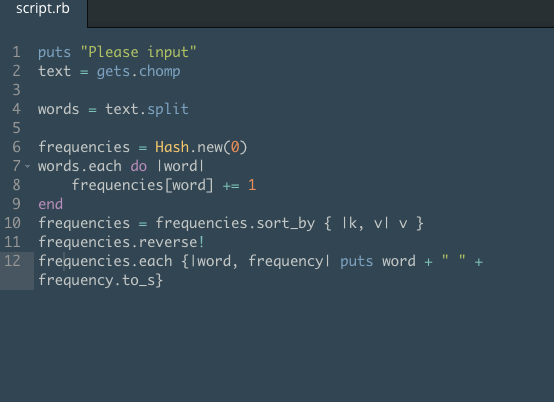 script.rb
1 puts "Please input"
2 text = gets.chomp
3
4 words = text.split
5
6 frequencies = Hash.new(0)
7 words.each do |word|
8     frequencies[word] += 1
9 end
10 frequencies = frequencies.sort_by { |k, v| v }
11 frequencies.reverse!
12 frequencies.each {|word, frequency| puts word + " " +
frequency.to_s}